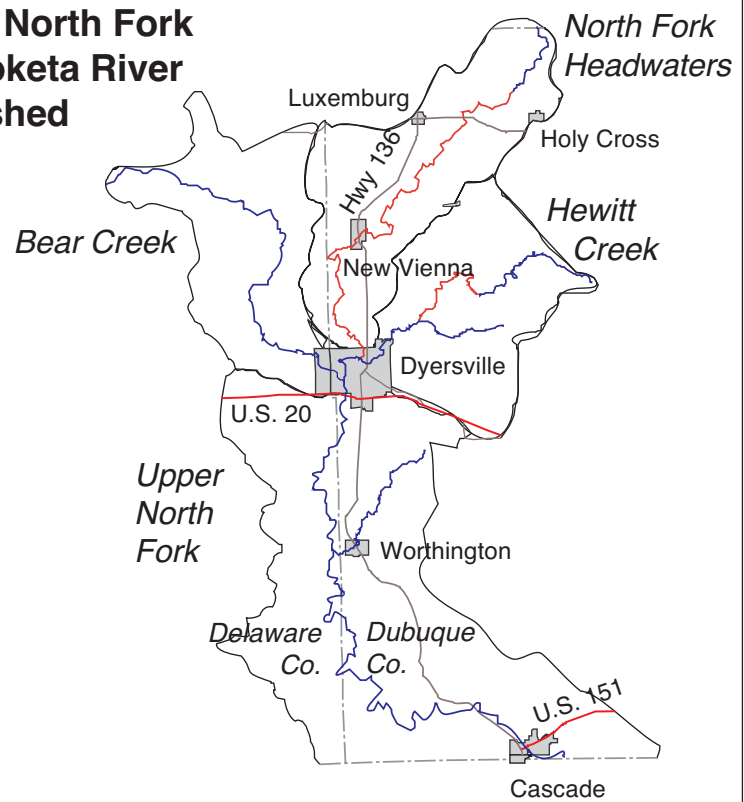 North Fork
oketa River
shed
North Fork
Headwaters
Luxemburg
Holy Cross
Hwy 136
Bear Creek
Hewitt
Creek
New Vienna
Dyersville
U.S. 20
Upper
North
Fork
Worthington
Delaware
Co.
Dubuque
Co.
U.S. 151
Cascade